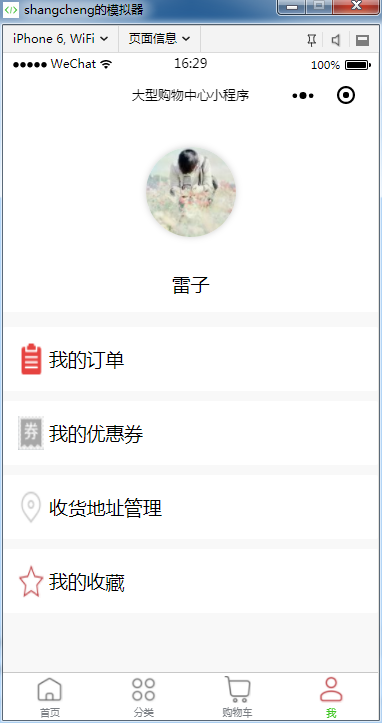 shangcheng的模拟器
iPhone 6, WiFi 页面信息
WeChat 16:29 100%
大型购物中心小程序
雷子
我的订单
券 我的优惠券
收货地址管理
我的收藏
首页 分类 购物车 我